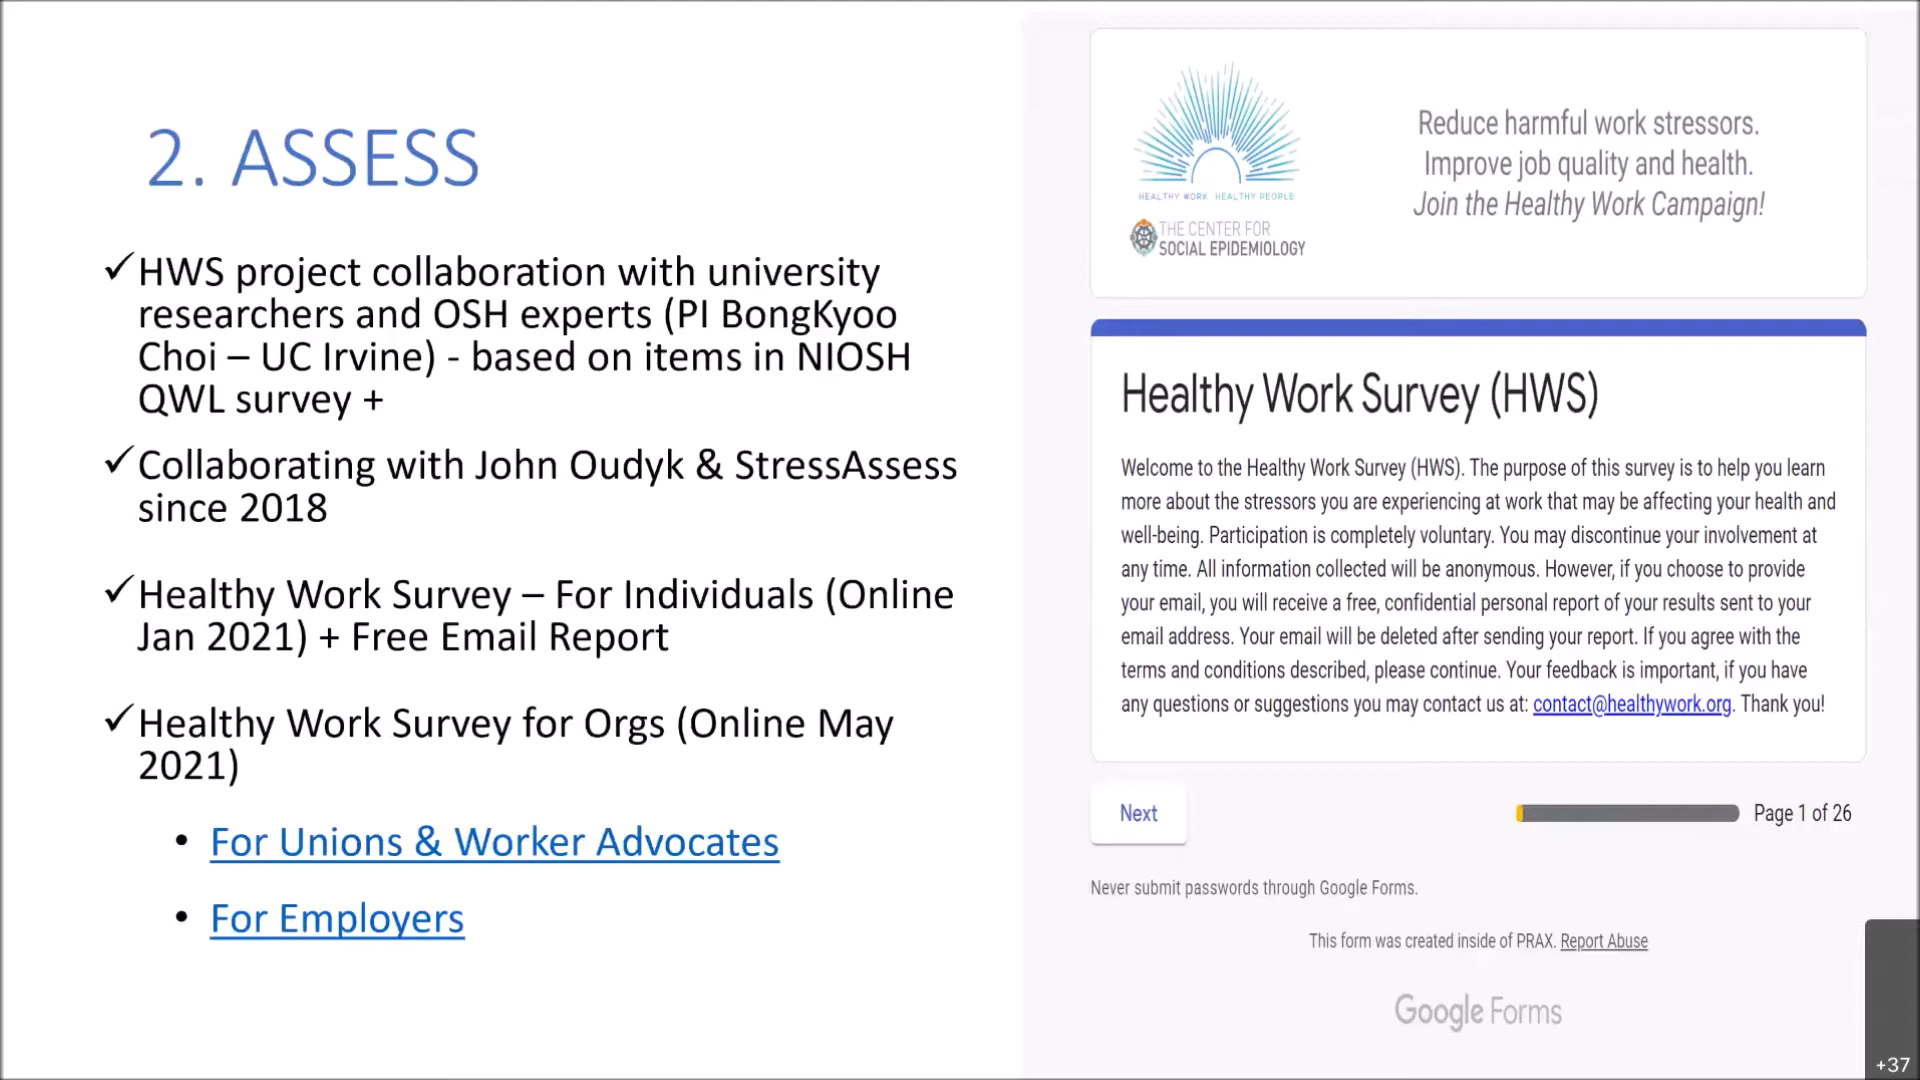 2. ASSESS
✓HWS project collaboration with university
researchers and OSH experts (PI BongKyoo
Choi – UC Irvine) - based on items in NIOSH
QWL survey +
✓Collaborating with John Oudyk & StressAssess
since 2018
✓Healthy Work Survey – For Individuals (Online
Jan 2021) + Free Email Report
✓Healthy Work Survey for Orgs (Online May
2021)
• For Unions & Worker Advocates
• For Employers
HEALTHY WORK HEALTHY PEOPLE
THE CENTER FOR
SOCIAL EPIDEMIOLOGY
Reduce harmful work stressors.
Improve job quality and health.
Join the Healthy Work Campaign!
Healthy Work Survey (HWS)
Welcome to the Healthy Work Survey (HWS). The purpose of this survey is to help you learn
more about the stressors you are experiencing at work that may be affecting your health and
well-being. Participation is completely voluntary. You may discontinue your involvement at
any time. All information collected will be anonymous. However, if you choose to provide
your email, you will receive a free, confidential personal report of your results sent to your
email address. Your email will be deleted after sending your report. If you agree with the
terms and conditions described, please continue. Your feedback is important, if you have
any questions or suggestions you may contact us at: contact@healthywork.org. Thank you!
Next
Page 1 of 26
Never submit passwords through Google Forms.
This form was created inside of PRAX. Report Abuse
Google Forms
+37